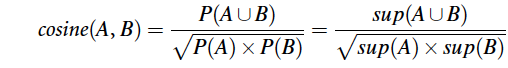 cosine(A, B) = P(A ∪ B) / √(P(A) × P(B)) = sup(A ∪ B) / √(sup(A) × sup(B))